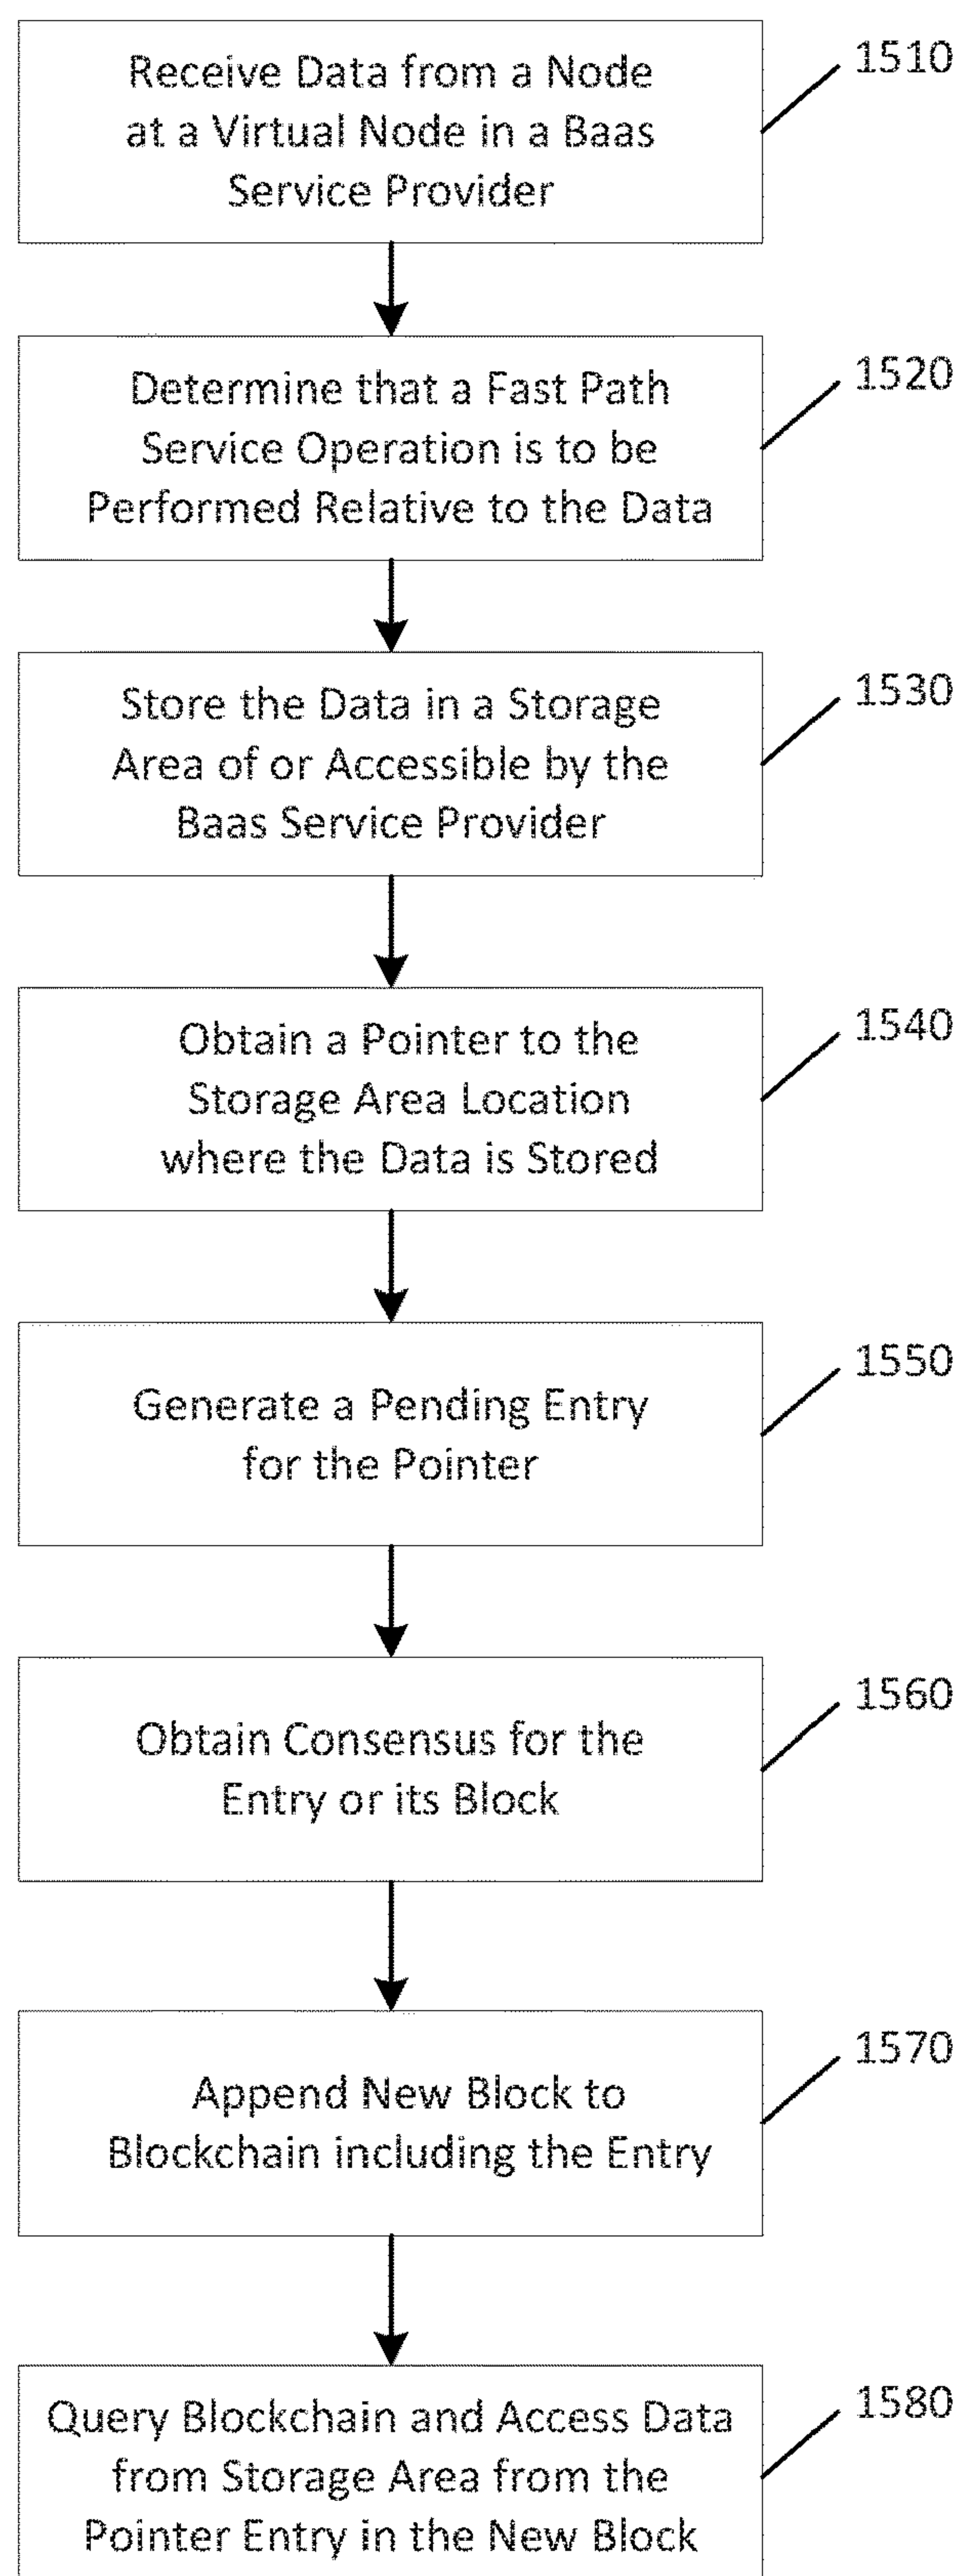 Receive Data from a Node
at a Virtual Node in a Baas
Service Provider
1510
Determine that a Fast Path
Service Operation is to be
Performed Relative to the Data
1520
Store the Data in a Storage
Area of or Accessible by the
Baas Service Provider
1530
Obtain a Pointer to the
Storage Area Location
where the Data is Stored
1540
Generate a Pending Entry
for the Pointer
1550
Obtain Consensus for the
Entry or its Block
1560
Append New Block to
Blockchain including the Entry
1570
Query Blockchain and Access Data
from Storage Area from the
Pointer Entry in the New Block
1580